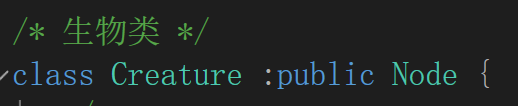 /* 生物类 */
class Creature :public Node {